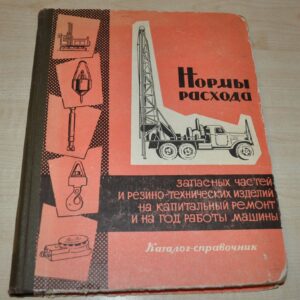 Нормы
расхода
запасных частей
и резино-технических изделий
на капитальный ремонт
и на год работы машины
Каталог-справочник